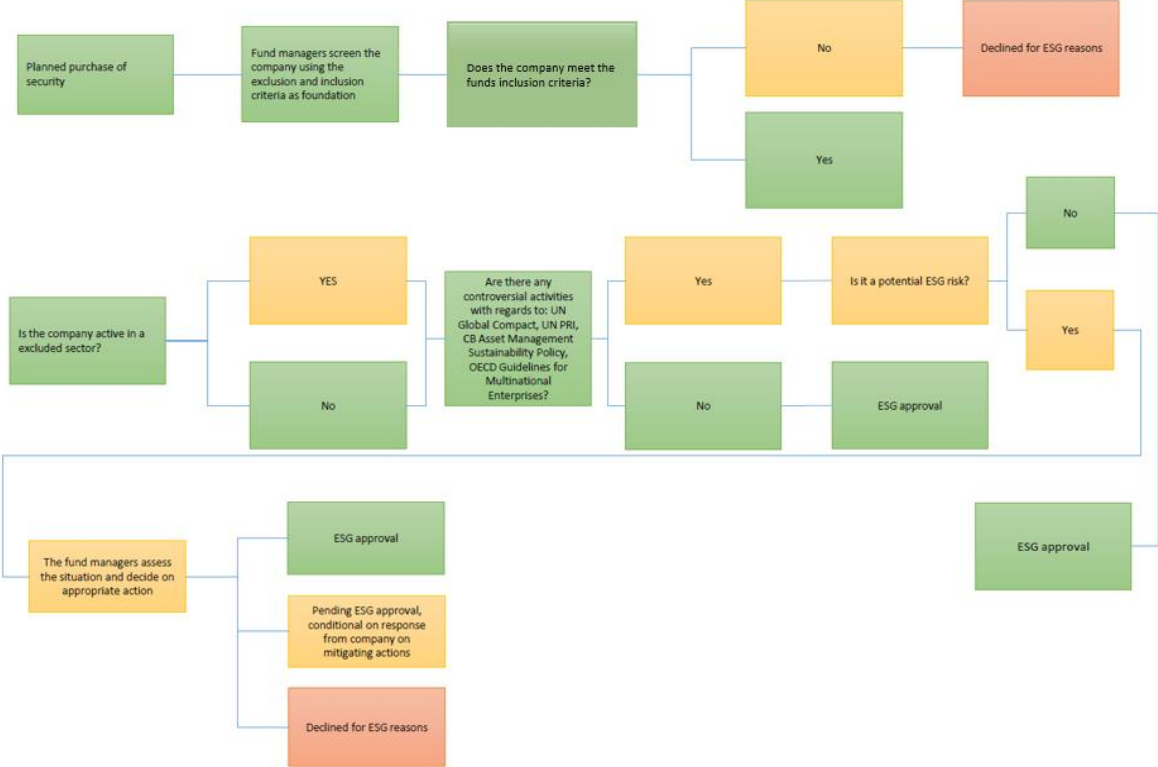 Planned purchase of
security
Fund managers screen the
company using the
exclusion and inclusion
criteria as foundation
Does the company meet the
funds inclusion criteria?
No
Declined for ESG reasons
Yes
Is the company active in a
excluded sector?
YES
No
Are there any
controversial activities
with regards to: UN
Global Compact, UN PRI,
CB Asset Management
Sustainability Policy,
OECD Guidelines for
Multinational
Enterprises?
Yes
No
Is it a potential ESG risk?
ESG approval
No
Yes
ESG approval
The fund managers assess
the situation and decide on
appropriate action
ESG approval
Pending ESG approval,
conditional on response
from company on
mitigating actions
Declined for ESG reasons